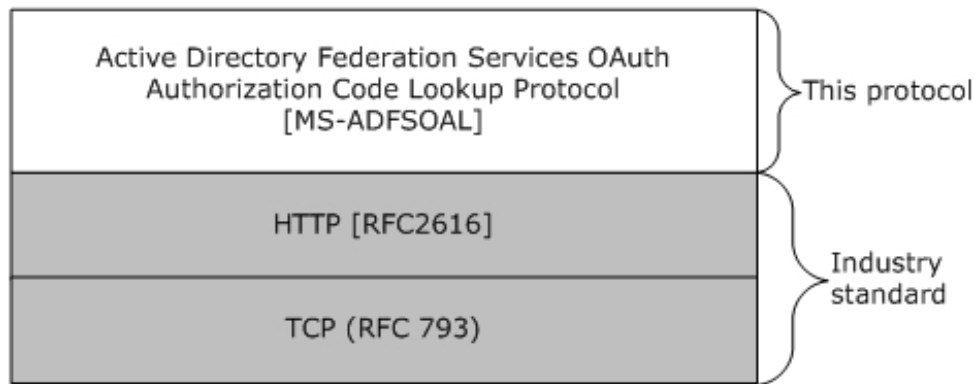 Active Directory Federation Services OAuth
Authorization Code Lookup Protocol
[MS-ADFSOAL]
This protocol
HTTP [RFC2616]
TCP (RFC 793)
Industry
standard